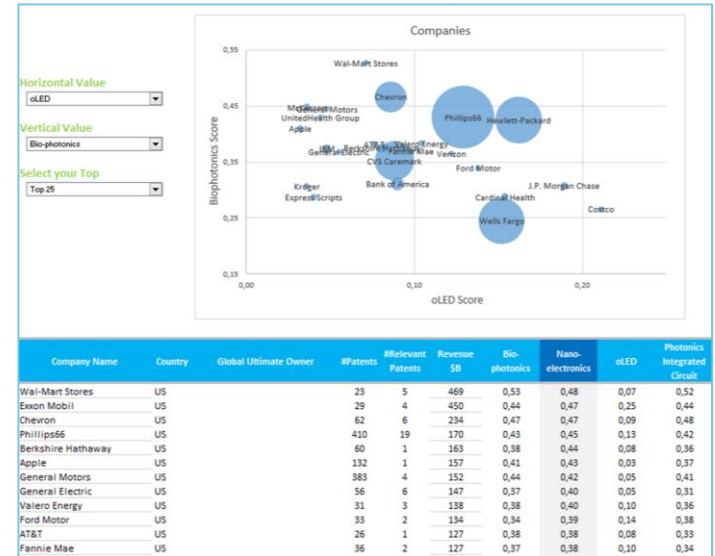 Companies
0,55
0,45
0,35
0,25
0,15
Biophotonics Score
0,00
0,10
0,20
oLED Score
Wal-Mart Stores
Chevron
General Motors
UnitedHealth Group
Apple
Phillips66
Hewlett-Packard
General Electric
Valero Energy
Fannie Mae
Verizon
CVS Caremark
Ford Motor
Kroger
Bank of America
J.P. Morgan Chase
Express Scripts
Cardinal Health
Costco
Wells Fargo
Horizontal Value
oLED
Vertical Value
Bio-photonics
Select your Top
Top 25
Company Name Country Global Ultimate Owner #Patents #Relevant Patents Revenue $B Bio-photonics Nano-electronics oLED Photonics Integrated Circuit
Wal-Mart Stores US 23 5 469 0,53 0,48 0,07 0,52
Exxon Mobil US 29 4 450 0,44 0,47 0,25 0,44
Chevron US 62 6 234 0,47 0,47 0,09 0,48
Phillips66 US 410 19 170 0,43 0,45 0,13 0,42
Berkshire Hathaway US 60 1 163 0,38 0,44 0,08 0,36
Apple US 132 1 157 0,41 0,43 0,03 0,37
General Motors US 383 4 152 0,44 0,42 0,05 0,41
General Electric US 56 6 147 0,37 0,40 0,05 0,31
Valero Energy US 31 3 138 0,38 0,40 0,10 0,36
Ford Motor US 33 2 134 0,34 0,39 0,14 0,38
AT&T US 26 1 127 0,38 0,38 0,08 0,33
Fannie Mae US 36 2 127 0,37 0,38 0,10 0,34